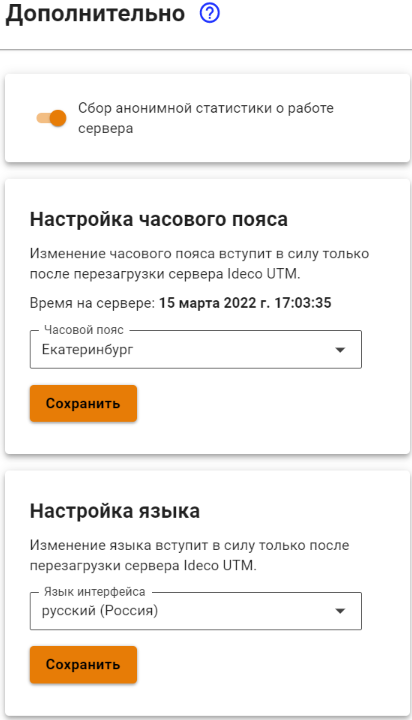 Дополнительно
Сбор анонимной статистики о работе
сервера
Настройка часового пояса
Изменение часового пояса вступит в силу только
после перезагрузки сервера Ideco UTM.
Время на сервере: 15 марта 2022 г. 17:03:35
Часовой пояс
Екатеринбург
Сохранить
Настройка языка
Изменение языка вступит в силу только после
перезагрузки сервера Ideco UTM.
Язык интерфейса
русский (Россия)
Сохранить